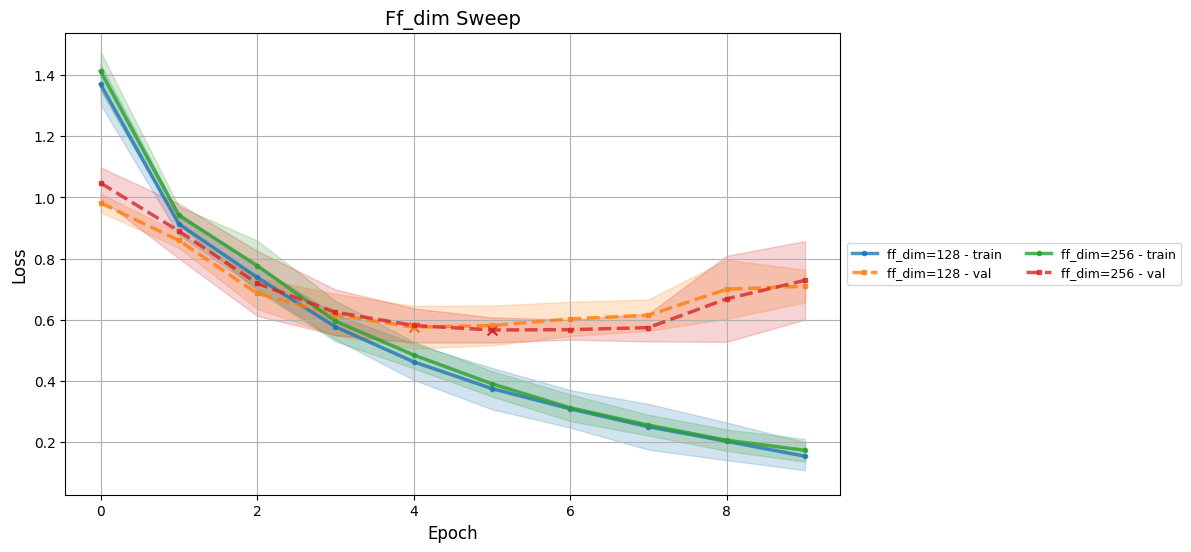 Ff_dim Sweep
Loss
1.4
1.2
1.0
0.8
0.6
0.4
0.2
0 2 4 6 8
Epoch
ff_dim=128 - train ff_dim=256 - train
ff_dim=128 - val ff_dim=256 - val